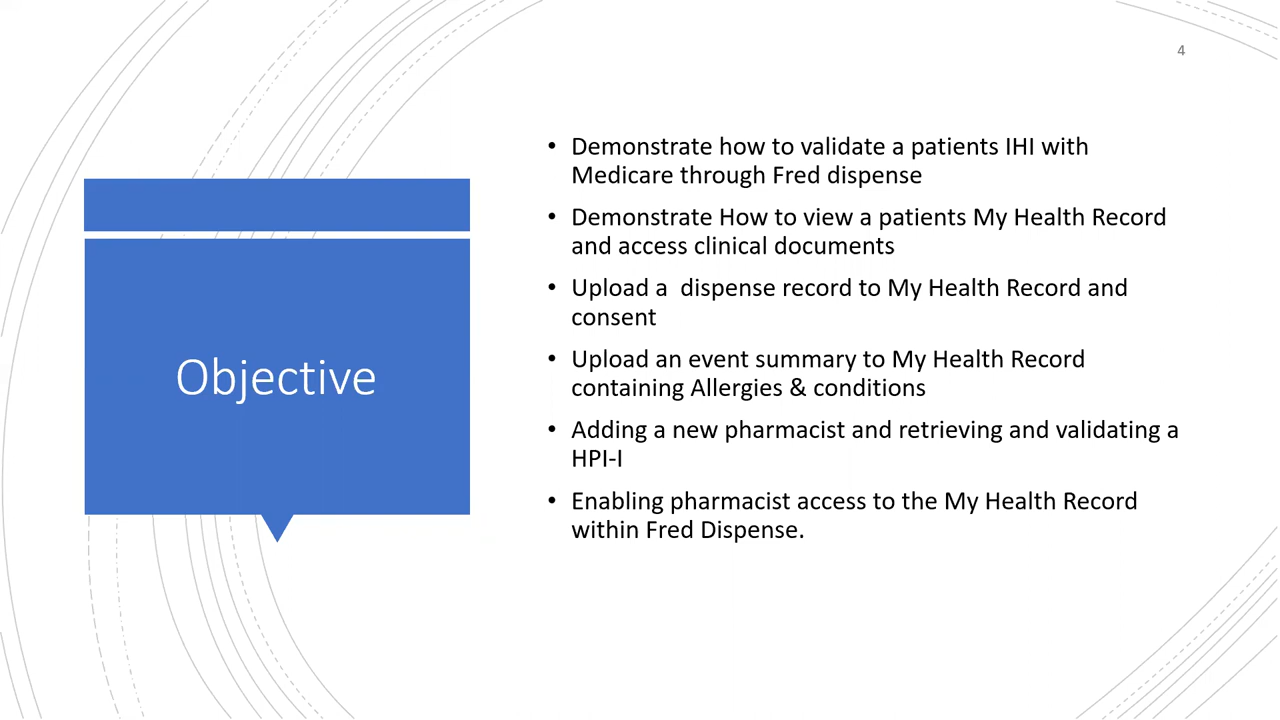 4
Objective
• Demonstrate how to validate a patients IHI with
Medicare through Fred dispense
• Demonstrate How to view a patients My Health Record
and access clinical documents
• Upload a  dispense record to My Health Record and
consent
• Upload an event summary to My Health Record
containing Allergies & conditions
• Adding a new pharmacist and retrieving and validating a
HPI-I
• Enabling pharmacist access to the My Health Record
within Fred Dispense.